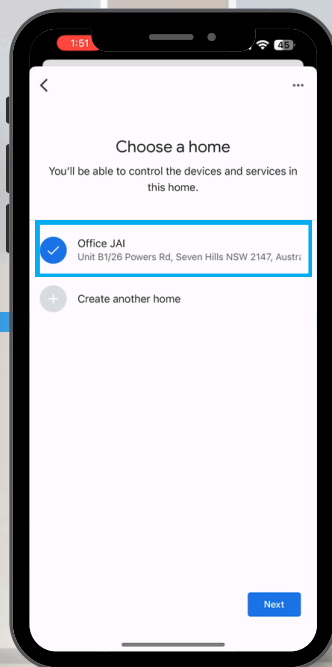 1:51
45
Choose a home
You'll be able to control the devices and services in
this home.
Office JAI
Unit B1/26 Powers Rd, Seven Hills NSW 2147, Austra
Create another home
Next